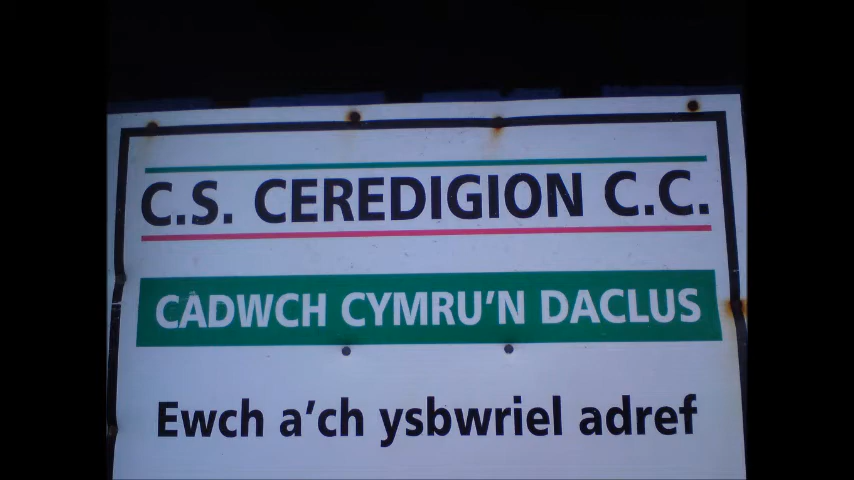 C.S. CEREDIGION C.C.
CADWCH CYMRU'N DACLUS
Ewch a'ch ysbwriel adref